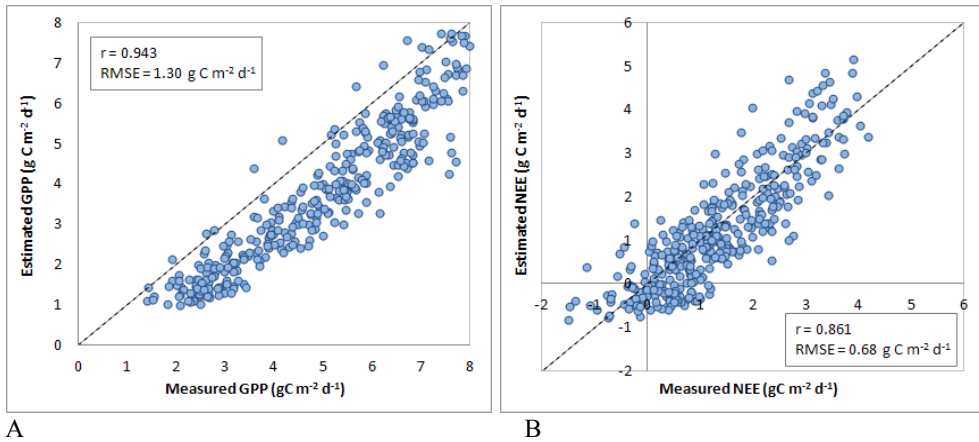 8
7
6
5
4
3
2
1
0
Estimated GPP (g C m⁻² d⁻¹)
r = 0.943
RMSE = 1.30 g C m⁻² d⁻¹
0 1 2 3 4 5 6 7 8
Measured GPP (gC m⁻² d⁻¹)
A
6
5
4
3
2
1
0
-1
-2
Estimated NEE (g C m⁻² d⁻¹)
-2 -1 0 1 2 3 4 5 6
r = 0.861
RMSE = 0.68 g C m⁻² d⁻¹
Measured NEE (gC m⁻² d⁻¹)
B